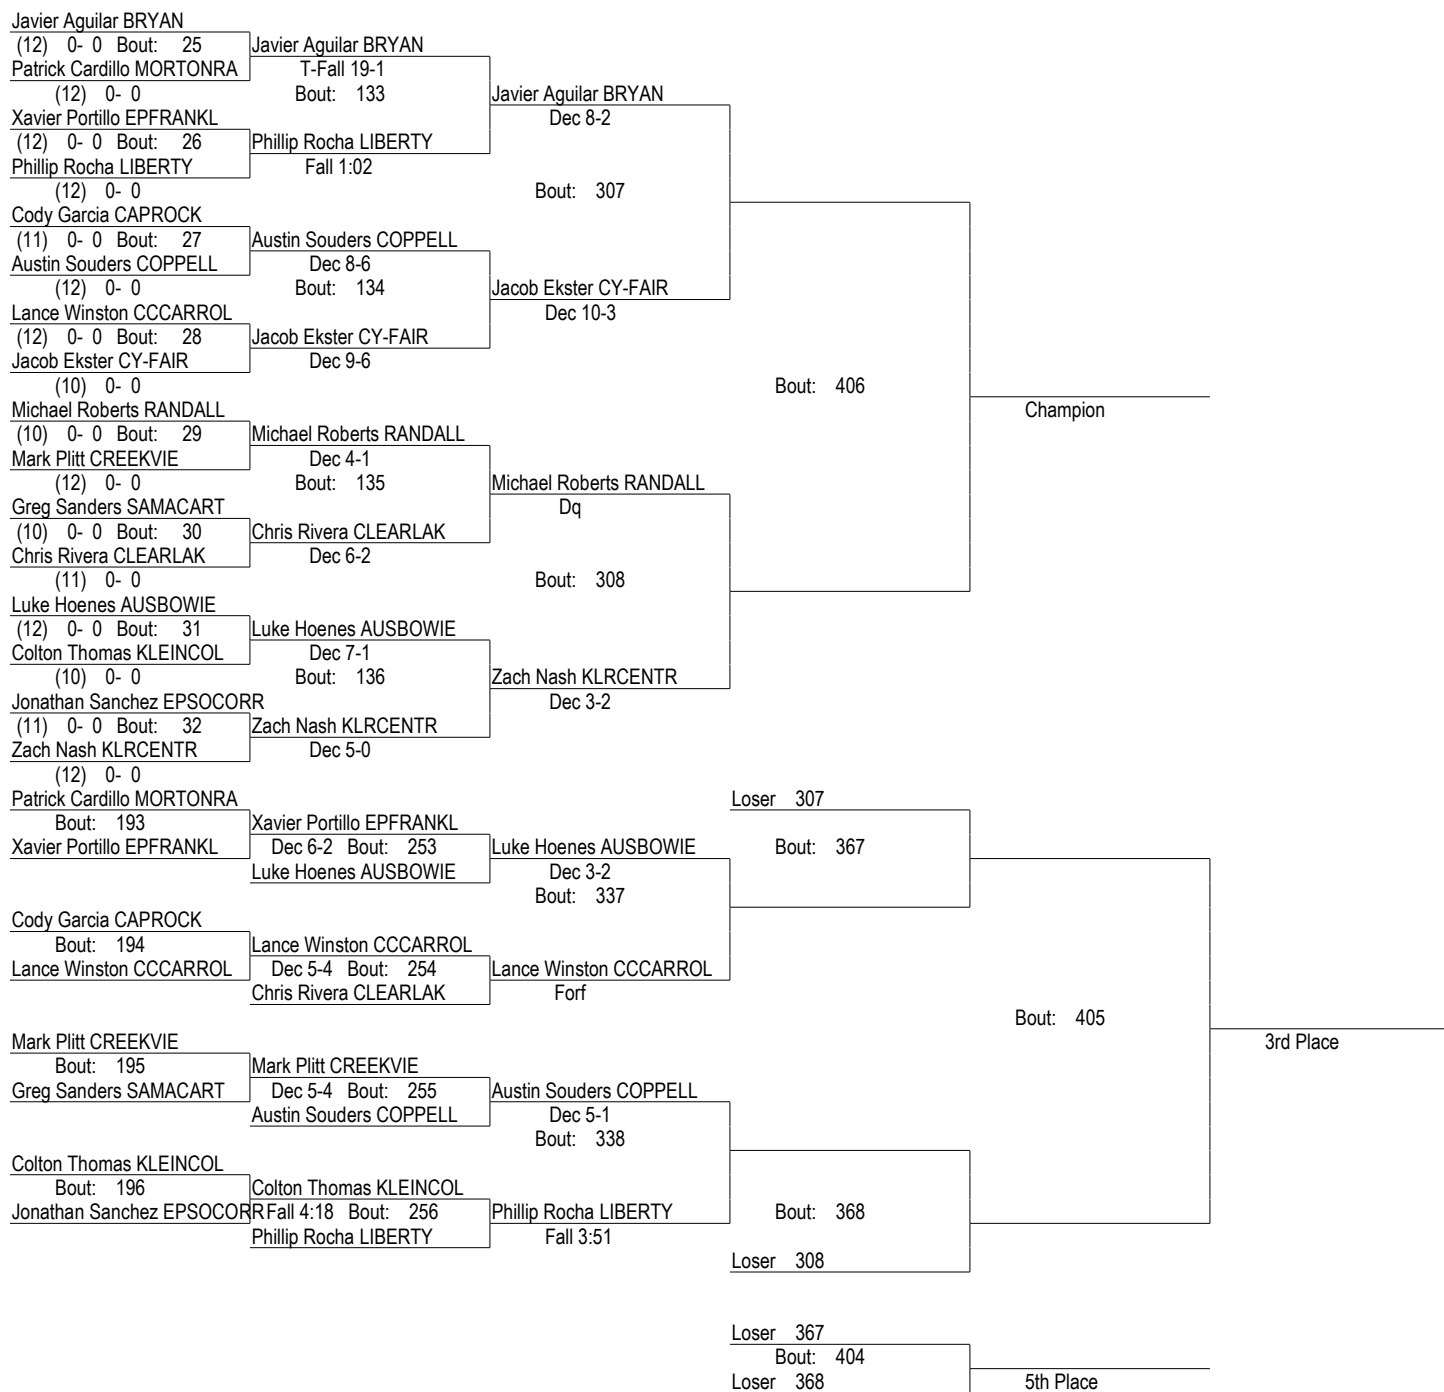 Javier Aguilar BRYAN
(12) 0- 0 Bout: 25 Javier Aguilar BRYAN
Patrick Cardillo MORTONRA T-Fall 19-1
(12) 0- 0 Bout: 133 Javier Aguilar BRYAN
Xavier Portillo EPFRANKL Dec 8-2
(12) 0- 0 Bout: 26 Phillip Rocha LIBERTY
Phillip Rocha LIBERTY Fall 1:02
(12) 0- 0 Bout: 307
Cody Garcia CAPROCK
(11) 0- 0 Bout: 27 Austin Souders COPPELL
Austin Souders COPPELL Dec 8-6
(12) 0- 0 Bout: 134 Jacob Ekster CY-FAIR
Lance Winston CCCARROL Dec 10-3
(12) 0- 0 Bout: 28 Jacob Ekster CY-FAIR
Jacob Ekster CY-FAIR Dec 9-6
(10) 0- 0 Bout: 406
Michael Roberts RANDALL Champion
(10) 0- 0 Bout: 29 Michael Roberts RANDALL
Mark Plitt CREEKVIE Dec 4-1
(12) 0- 0 Bout: 135 Michael Roberts RANDALL
Greg Sanders SAMACART Dq
(10) 0- 0 Bout: 30 Chris Rivera CLEARLAK
Chris Rivera CLEARLAK Dec 6-2
(11) 0- 0 Bout: 308
Luke Hoenes AUSBOWIE
(12) 0- 0 Bout: 31 Luke Hoenes AUSBOWIE
Colton Thomas KLEINCOL Dec 7-1
(10) 0- 0 Bout: 136 Zach Nash KLRCENTR
Jonathan Sanchez EPSOCORR Dec 3-2
(11) 0- 0 Bout: 32 Zach Nash KLRCENTR
Zach Nash KLRCENTR Dec 5-0
(12) 0- 0
Patrick Cardillo MORTONRA Loser 307
Bout: 193 Xavier Portillo EPFRANKL
Xavier Portillo EPFRANKL Dec 6-2 Bout: 253 Luke Hoenes AUSBOWIE Bout: 367
Luke Hoenes AUSBOWIE Dec 3-2
Bout: 337
Cody Garcia CAPROCK
Bout: 194 Lance Winston CCCARROL
Lance Winston CCCARROL Dec 5-4 Bout: 254 Lance Winston CCCARROL
Chris Rivera CLEARLAK Forf
Bout: 405
Mark Plitt CREEKVIE 3rd Place
Bout: 195 Mark Plitt CREEKVIE
Greg Sanders SAMACART Dec 5-4 Bout: 255 Austin Souders COPPELL
Austin Souders COPPELL Dec 5-1
Bout: 338
Colton Thomas KLEINCOL
Bout: 196 Colton Thomas KLEINCOL
Jonathan Sanchez EPSOCORR Fall 4:18 Bout: 256 Phillip Rocha LIBERTY Bout: 368
Phillip Rocha LIBERTY Fall 3:51
Loser 308
Loser 367
Bout: 404
Loser 368 5th Place